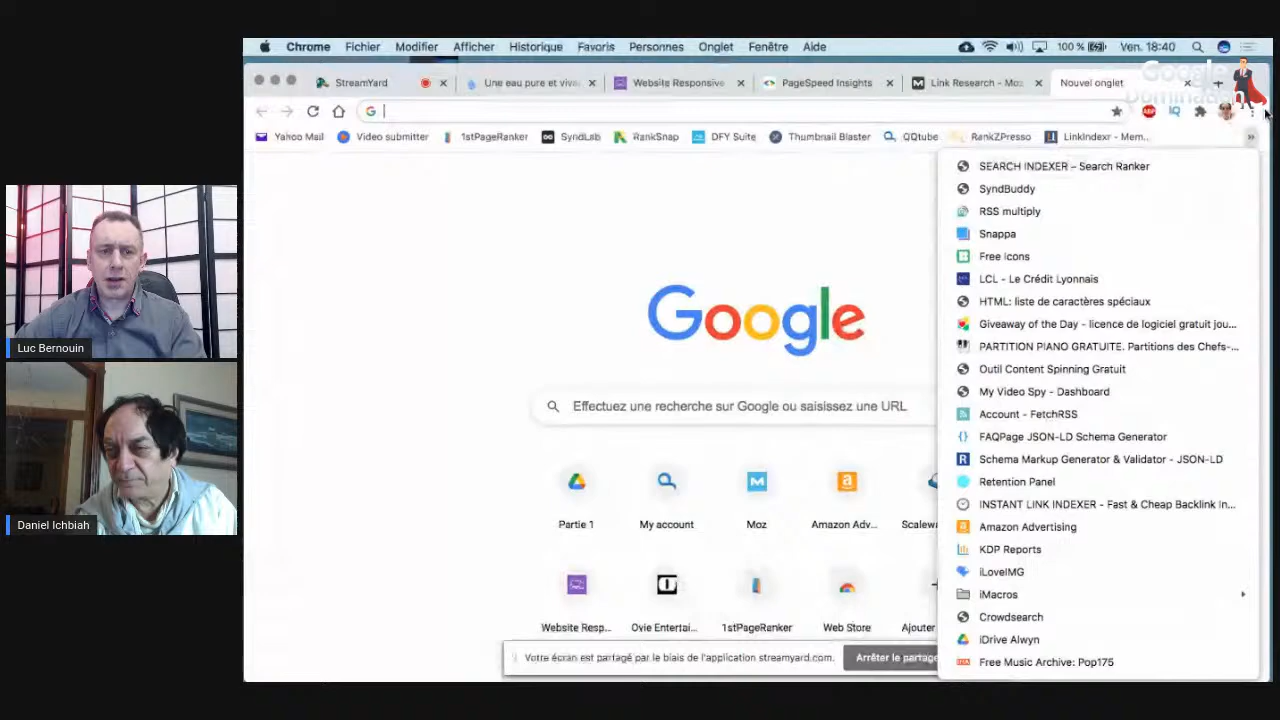 Chrome Fichier Modifier Afficher Historique Favoris Personnes Onglet Fenêtre Aide 100 % Ven. 18:40
StreamYard Une eau pure et viva Website Responsive PageSpeed Insights Link Research - Moz Nouvel onglet
Google
Domination
Yahoo Mail Video submitter 1stPageRanker SyndLab RankSnap DFY Suite Thumbnail Blaster QQtube RankZPresso LinkIndexr - Mem... »
SEARCH INDEXER – Search Ranker
SyndBuddy
RSS multiply
Snappa
Free Icons
LCL - Le Crédit Lyonnais
HTML: liste de caractères spéciaux
Giveaway of the Day - licence de logiciel gratuit jou...
PARTITION PIANO GRATUITE. Partitions des Chefs-...
Outil Content Spinning Gratuit
My Video Spy - Dashboard
Account - FetchRSS
FAQPage JSON-LD Schema Generator
Schema Markup Generator & Validator - JSON-LD
Retention Panel
INSTANT LINK INDEXER - Fast & Cheap Backlink In...
Amazon Advertising
KDP Reports
iLoveIMG
iMacros
Crowdsearch
iDrive Alwyn
Free Music Archive: Pop175
Google
Effectuez une recherche sur Google ou saisissez une URL
Partie 1 My account Moz Amazon Adv... Scalew
Website Resp... Ovie Entertai... 1stPageRanker Web Store Ajouter
Votre écran est partagé par le biais de l'application streamyard.com. Arrêter le partage
Luc Bernouin
Daniel Ichbiah